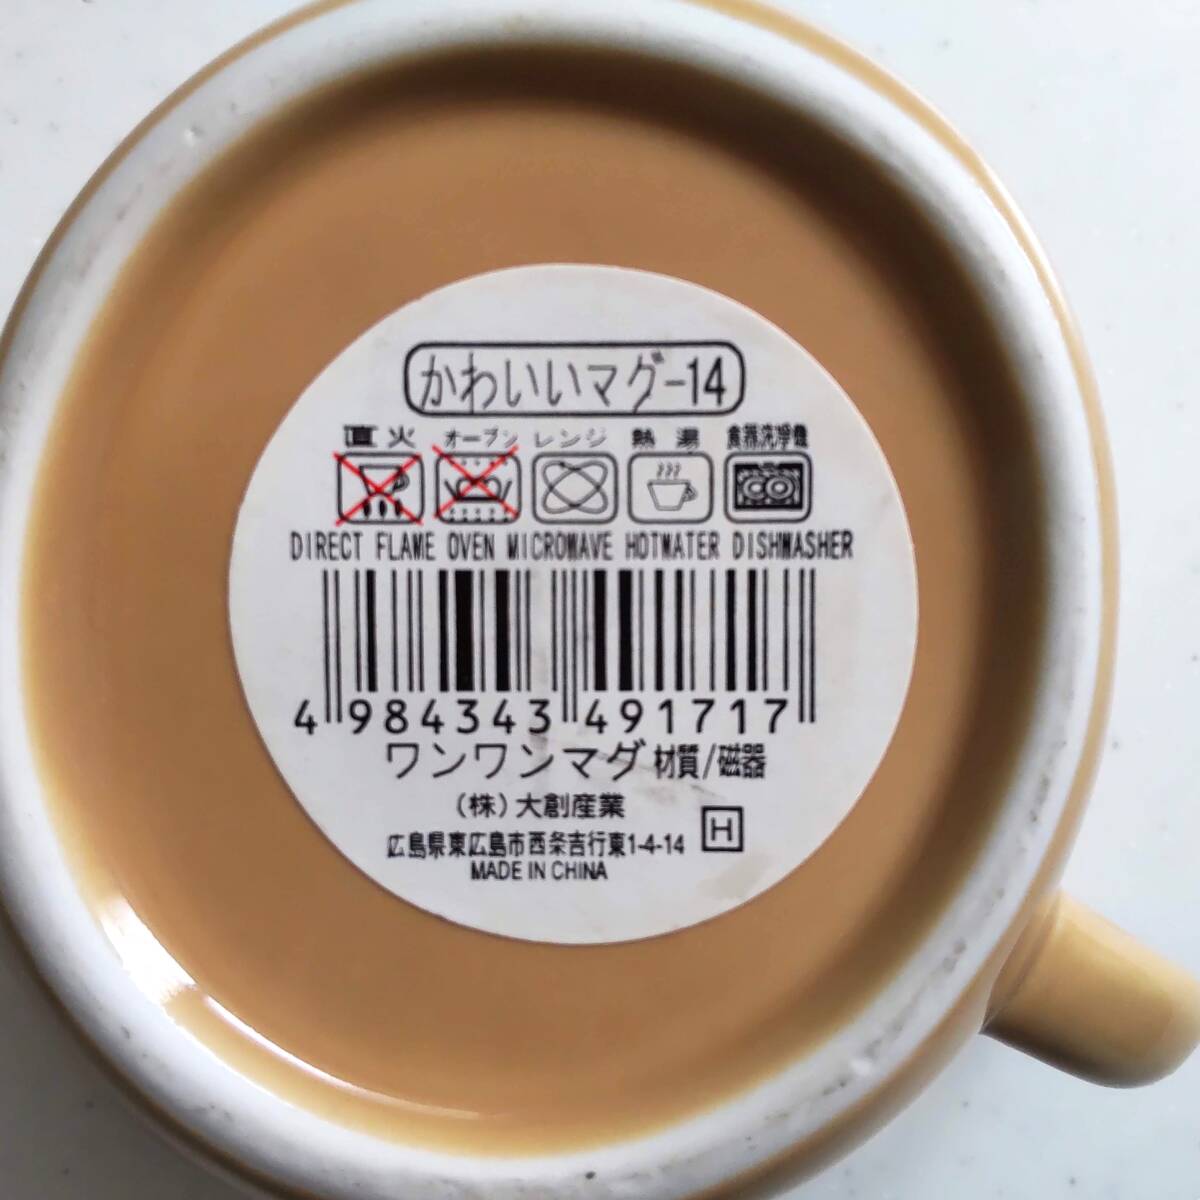 かわいいマグ-14
直火 オーブン レンジ 熱湯 食器洗浄機
DIRECT FLAME OVEN MICROWAVE HOTWATER DISHWASHER
4 984343 491717
ワンワンマグ 材質/磁器
(株)大創産業
広島県東広島市西条吉行東1-4-14 H
MADE IN CHINA